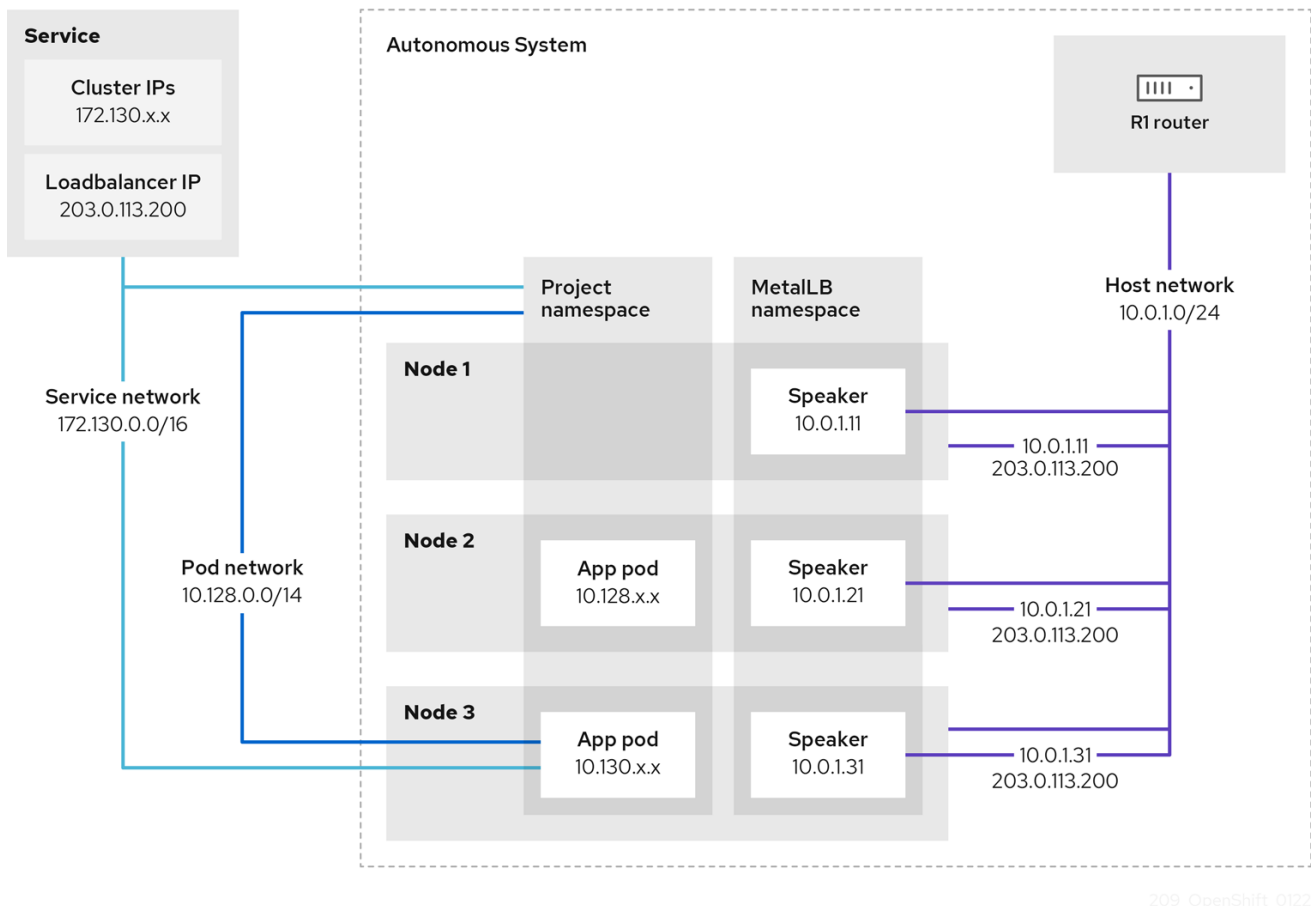 Service
Cluster IPs
172.130.x.x
Loadbalancer IP
203.0.113.200
Autonomous System
R1 router
Project
namespace
MetalLB
namespace
Host network
10.0.1.0/24
Service network
172.130.0.0/16
Pod network
10.128.0.0/14
Node 1
Speaker
10.0.1.11
10.0.1.11
203.0.113.200
Node 2
App pod
10.128.x.x
Speaker
10.0.1.21
10.0.1.21
203.0.113.200
Node 3
App pod
10.130.x.x
Speaker
10.0.1.31
10.0.1.31
203.0.113.200
209_OpenShift_0122